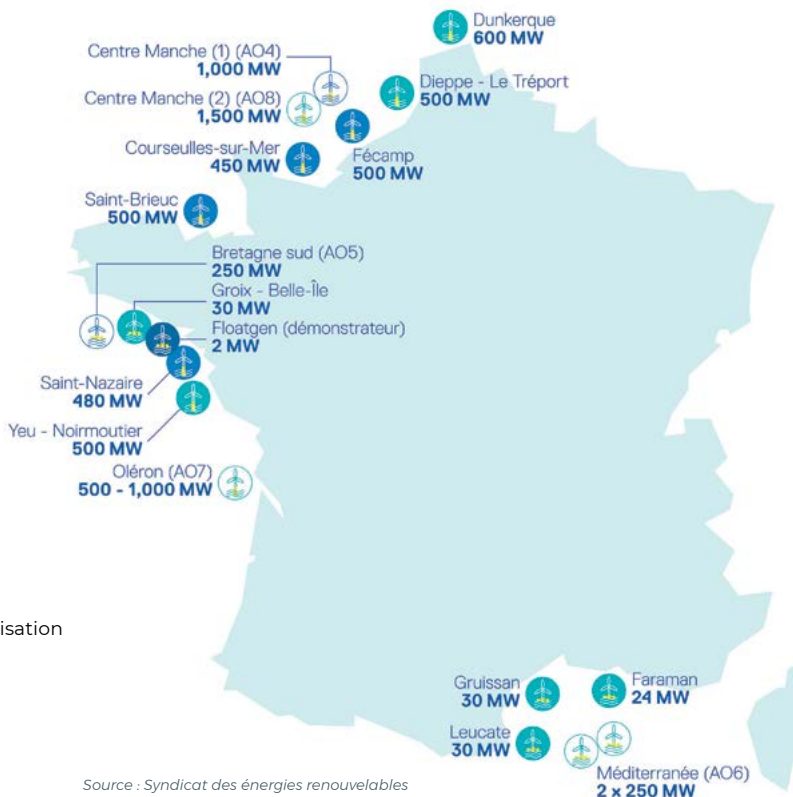 Dunkerque
600 MW
Centre Manche (1) (AO4)
1,000 MW
Dieppe - Le Tréport
500 MW
Centre Manche (2) (AO8)
1,500 MW
Courseulles-sur-Mer
450 MW
Fécamp
500 MW
Saint-Brieuc
500 MW
Bretagne sud (AO5)
250 MW
Groix - Belle-Île
30 MW
Floatgen (démonstrateur)
2 MW
Saint-Nazaire
480 MW
Yeu - Noirmoutier
500 MW
Oléron (AO7)
500 - 1,000 MW
isation
Gruissan
30 MW
Faraman
24 MW
Leucate
30 MW
Méditerranée (AO6)
2 x 250 MW
Source : Syndicat des énergies renouvelables